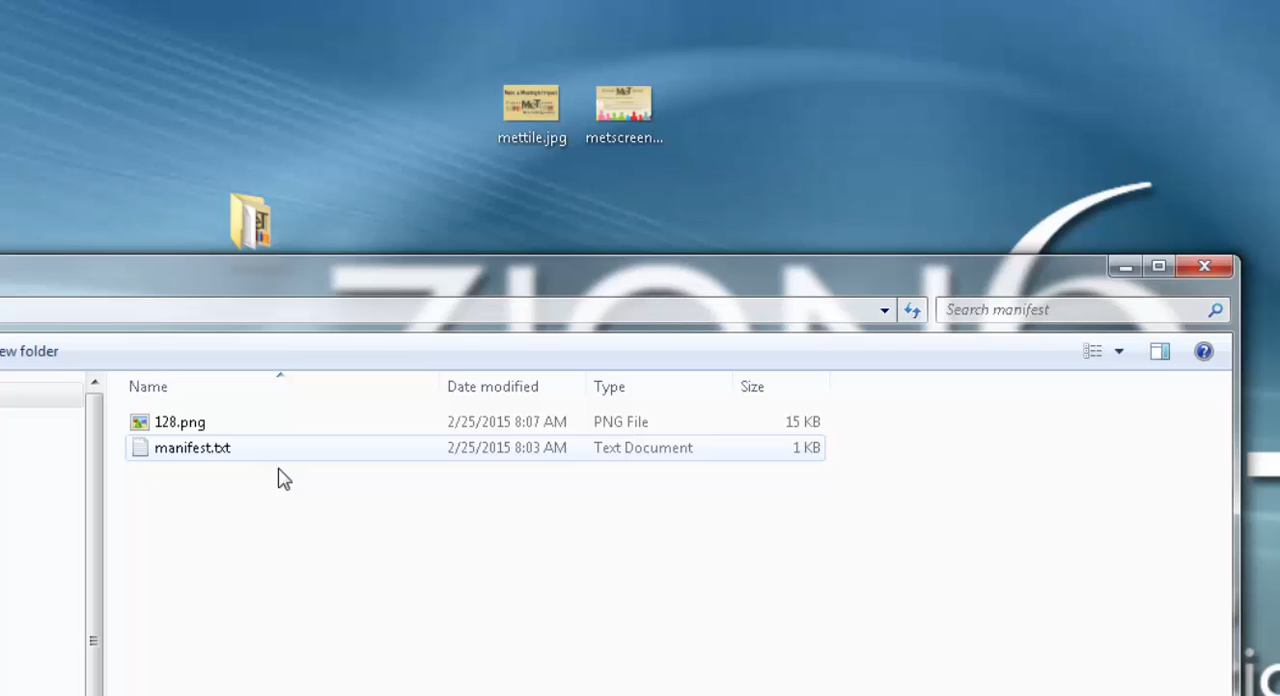 mettile.jpg
metscreen...
ZION
Search manifest
ew folder
Name
Date modified
Type
Size
128.png
2/25/2015 8:07 AM
PNG File
15 KB
manifest.txt
2/25/2015 8:03 AM
Text Document
1 KB